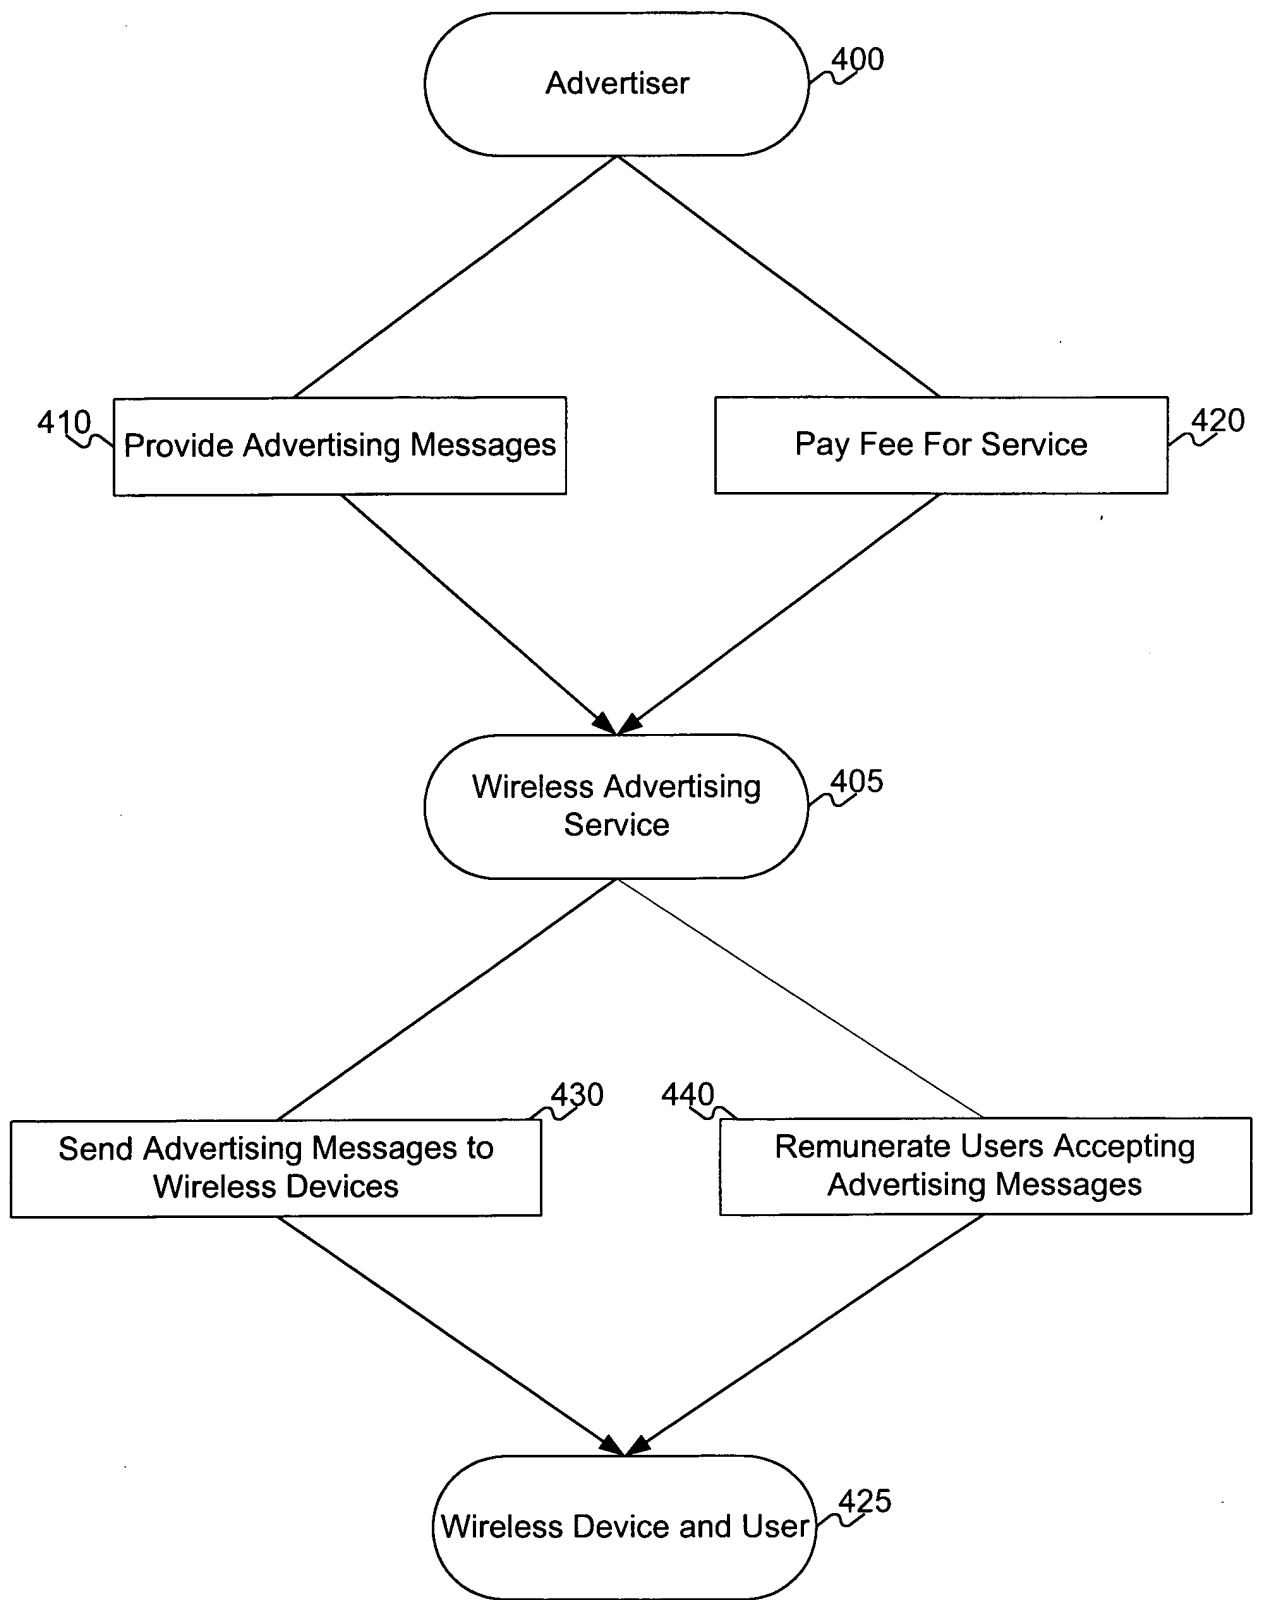 Advertiser
400
410
Provide Advertising Messages
Pay Fee For Service
420
Wireless Advertising
Service
405
430
440
Send Advertising Messages to
Wireless Devices
Remunerate Users Accepting
Advertising Messages
425
Wireless Device and User